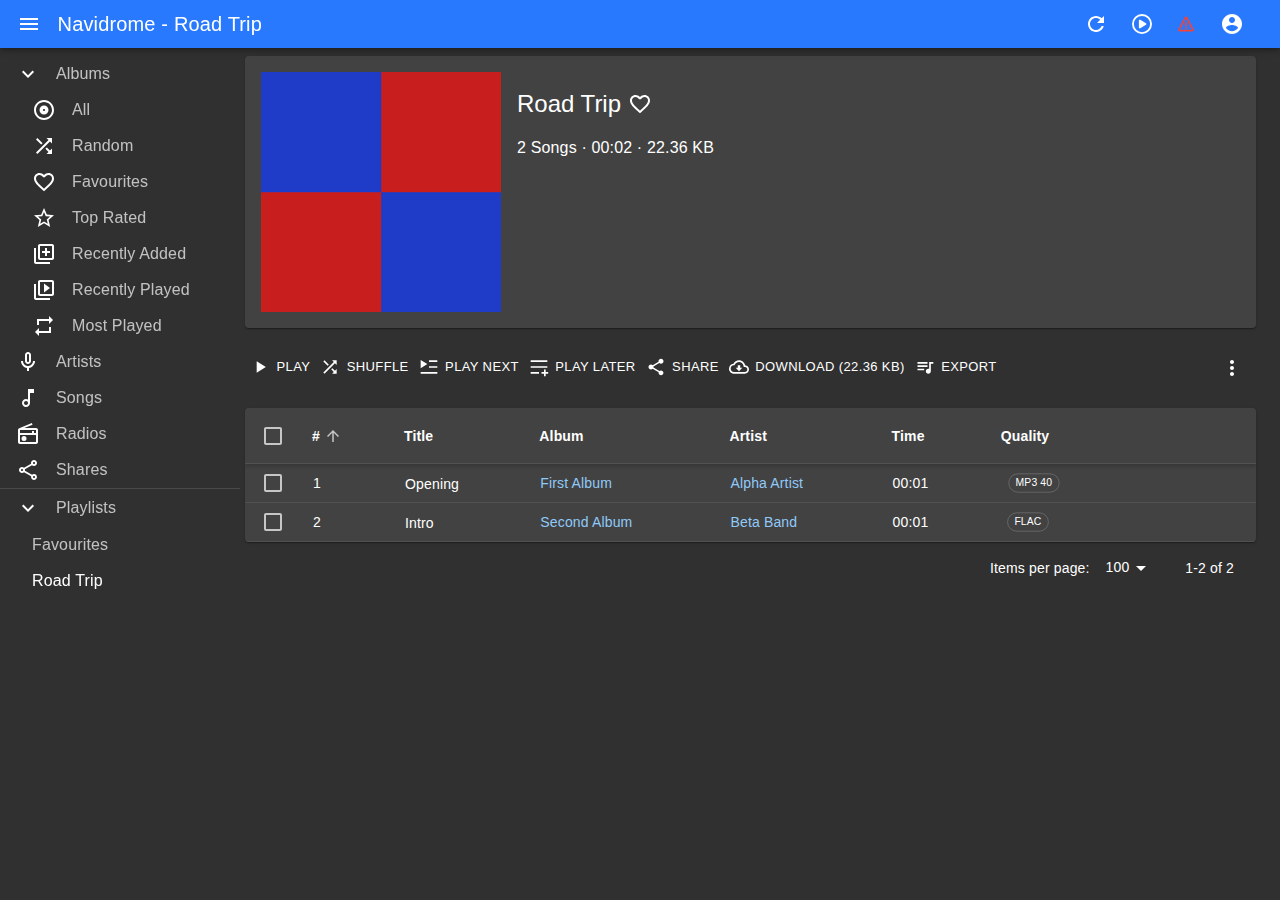 Navidrome - Road Trip
Albums
All
Random
Favourites
Top Rated
Recently Added
Recently Played
Most Played
Artists
Songs
Radios
Shares
Playlists
Favourites
Road Trip
Road Trip
2 Songs · 00:02 · 22.36 KB
PLAY SHUFFLE PLAY NEXT PLAY LATER SHARE DOWNLOAD (22.36 KB) EXPORT
# Title Album Artist Time Quality
1 Opening First Album Alpha Artist 00:01 MP3 40
2 Intro Second Album Beta Band 00:01 FLAC
Items per page: 100 1-2 of 2